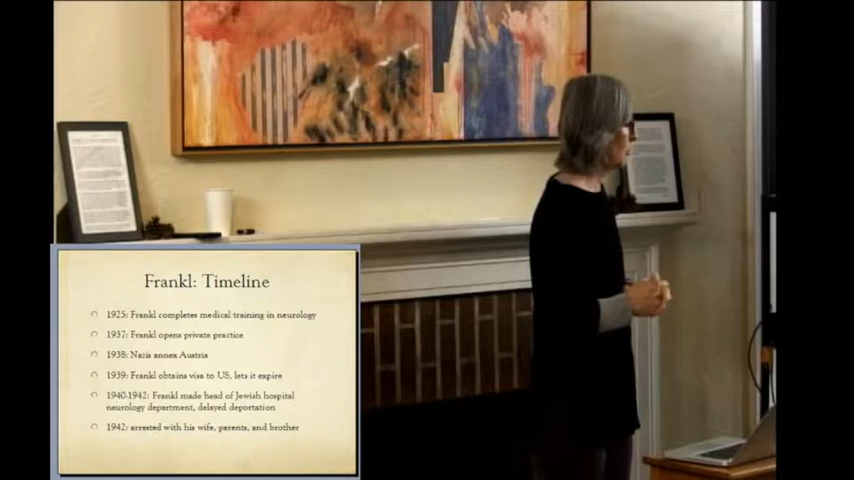 Frankl: Timeline
1925: Frankl completes medical training in neurology
1937: Frankl opens private practice
1938: Nazis annex Austria
1939: Frankl obtains visa to US, lets it expire
1940-1942: Frankl made head of Jewish hospital
neurology department, delayed deportation
1942: arrested with his wife, parents, and brother